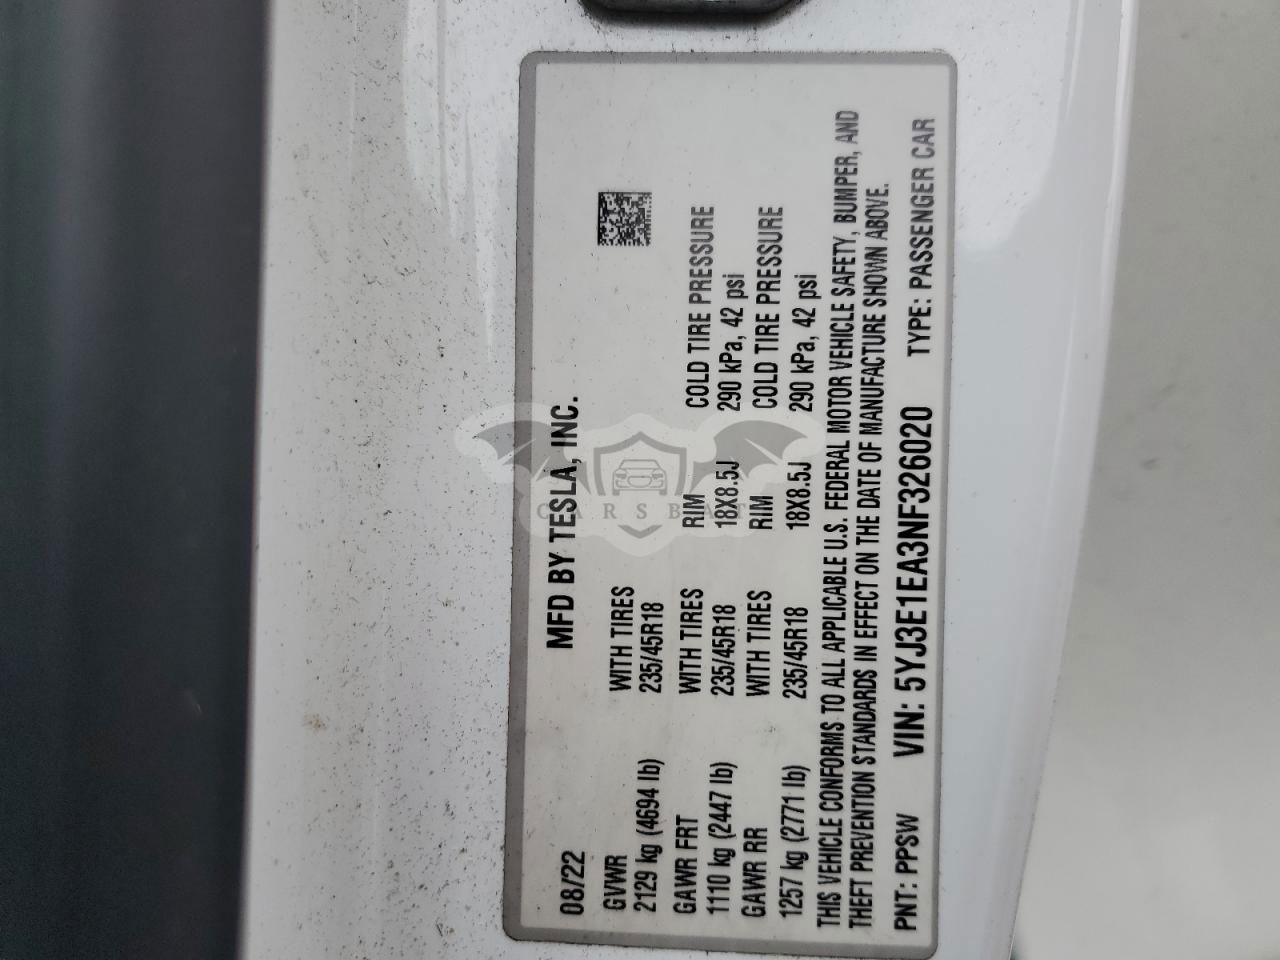 08/22 MFD BY TESLA, INC.
GVWR WITH TIRES
2129 kg (4694 lb) 235/45R18
GAWR FRT WITH TIRES RIM COLD TIRE PRESSURE
1110 kg (2447 lb) 235/45R18 18X8.5J 290 kPa, 42 psi
GAWR RR WITH TIRES RIM COLD TIRE PRESSURE
1257 kg (2771 lb) 235/45R18 18X8.5J 290 kPa, 42 psi
THIS VEHICLE CONFORMS TO ALL APPLICABLE U.S. FEDERAL MOTOR VEHICLE SAFETY, BUMPER, AND
THEFT PREVENTION STANDARDS IN EFFECT ON THE DATE OF MANUFACTURE SHOWN ABOVE.
PNT: PPSW VIN: 5YJ3E1EA3NF326020 TYPE: PASSENGER CAR
CARSBAT